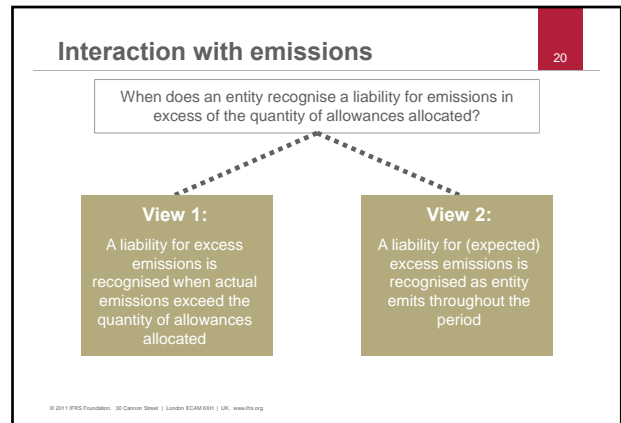 Interaction with emissions
20
When does an entity recognise a liability for emissions in
excess of the quantity of allowances allocated?
View 1:
A liability for excess
emissions is
recognised when actual
emissions exceed the
quantity of allowances
allocated
View 2:
A liability for (expected)
excess emissions is
recognised as entity
emits throughout the
period
© 2011 IFRS Foundation. 30 Cannon Street | London EC4M 6XH | UK. www.ifrs.org